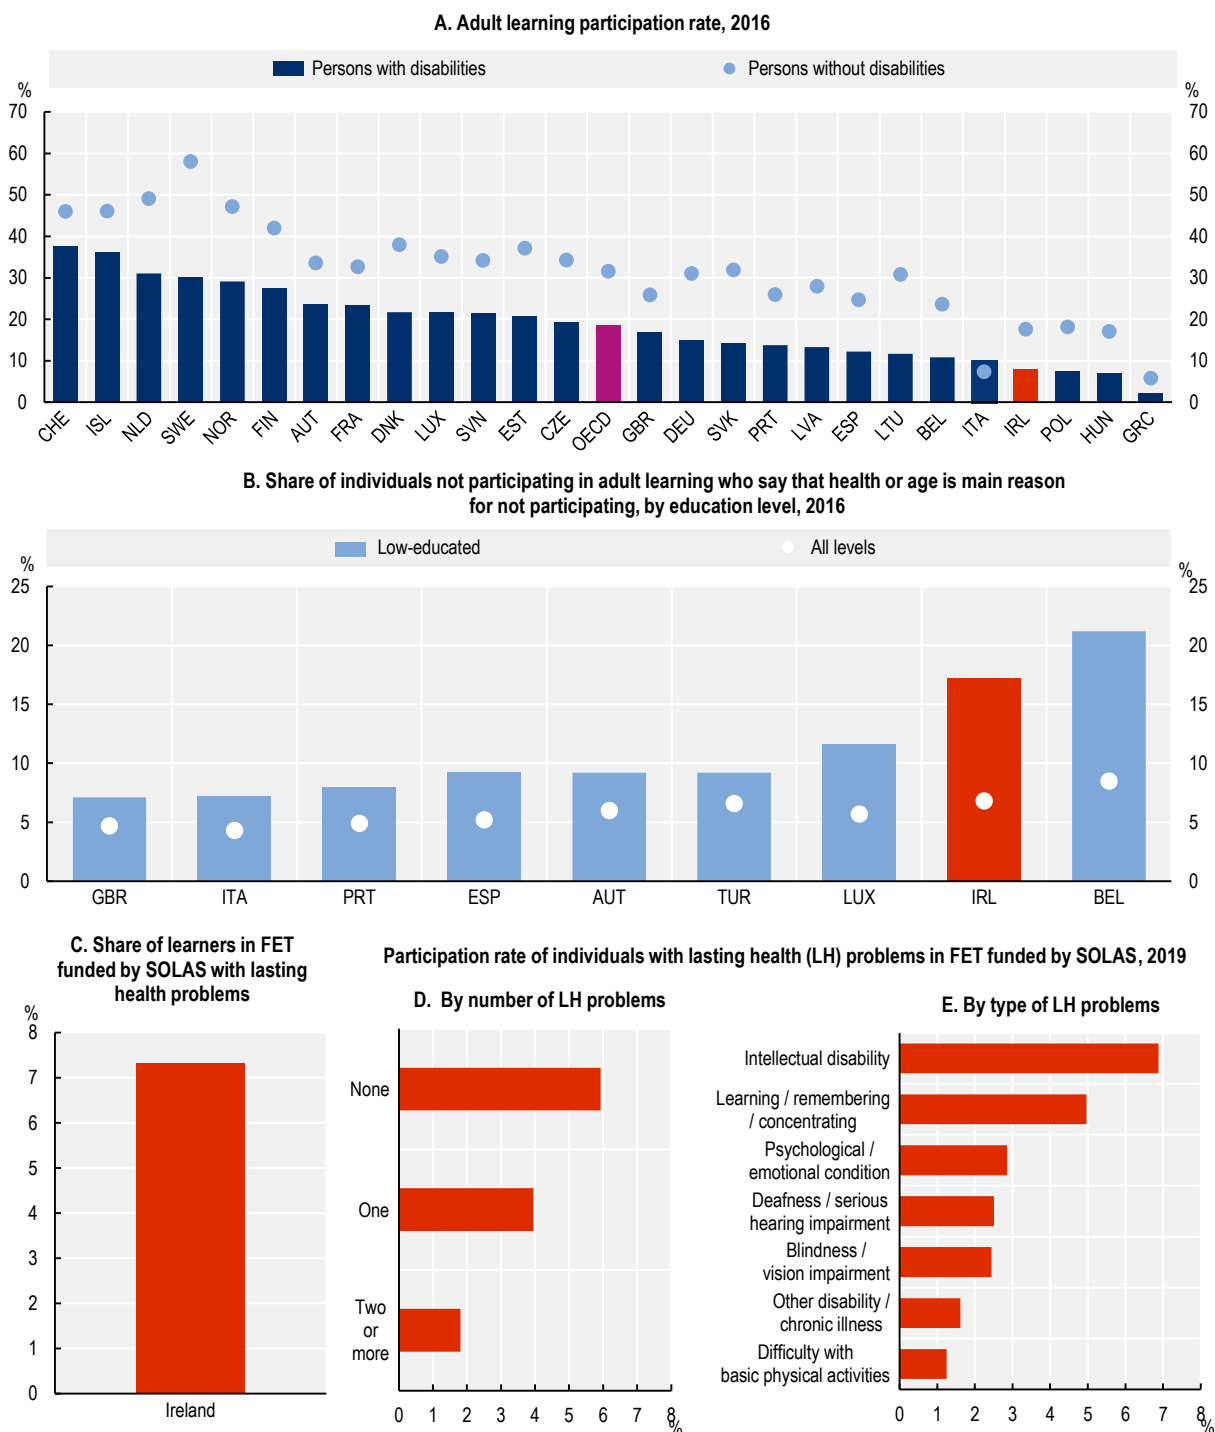 A. Adult learning participation rate, 2016
Persons with disabilities
Persons without disabilities
% %
70 70
60 60
50 50
40 40
30 30
20 20
10 10
0 0
CHE ISL NLD SWE NOR FIN AUT FRA DNK LUX SVN EST CZE OECD GBR DEU SVK PRT LVA ESP LTU BEL ITA IRL POL HUN GRC
B. Share of individuals not participating in adult learning who say that health or age is main reason
for not participating, by education level, 2016
Low-educated
All levels
% %
25 25
20 20
15 15
10 10
5 5
0 0
GBR ITA PRT ESP AUT TUR LUX IRL BEL
C. Share of learners in FET
funded by SOLAS with lasting
health problems
%
8
7
6
5
4
3
2
1
0
Ireland
Participation rate of individuals with lasting health (LH) problems in FET funded by SOLAS, 2019
D. By number of LH problems
None
One
Two
or
more
0 1 2 3 4 5 6 7 8
%
E. By type of LH problems
Intellectual disability
Learning / remembering
/ concentrating
Psychological /
emotional condition
Deafness / serious
hearing impairment
Blindness /
vision impairment
Other disability /
chronic illness
Difficulty with
basic physical activities
0 1 2 3 4 5 6 7 8
%